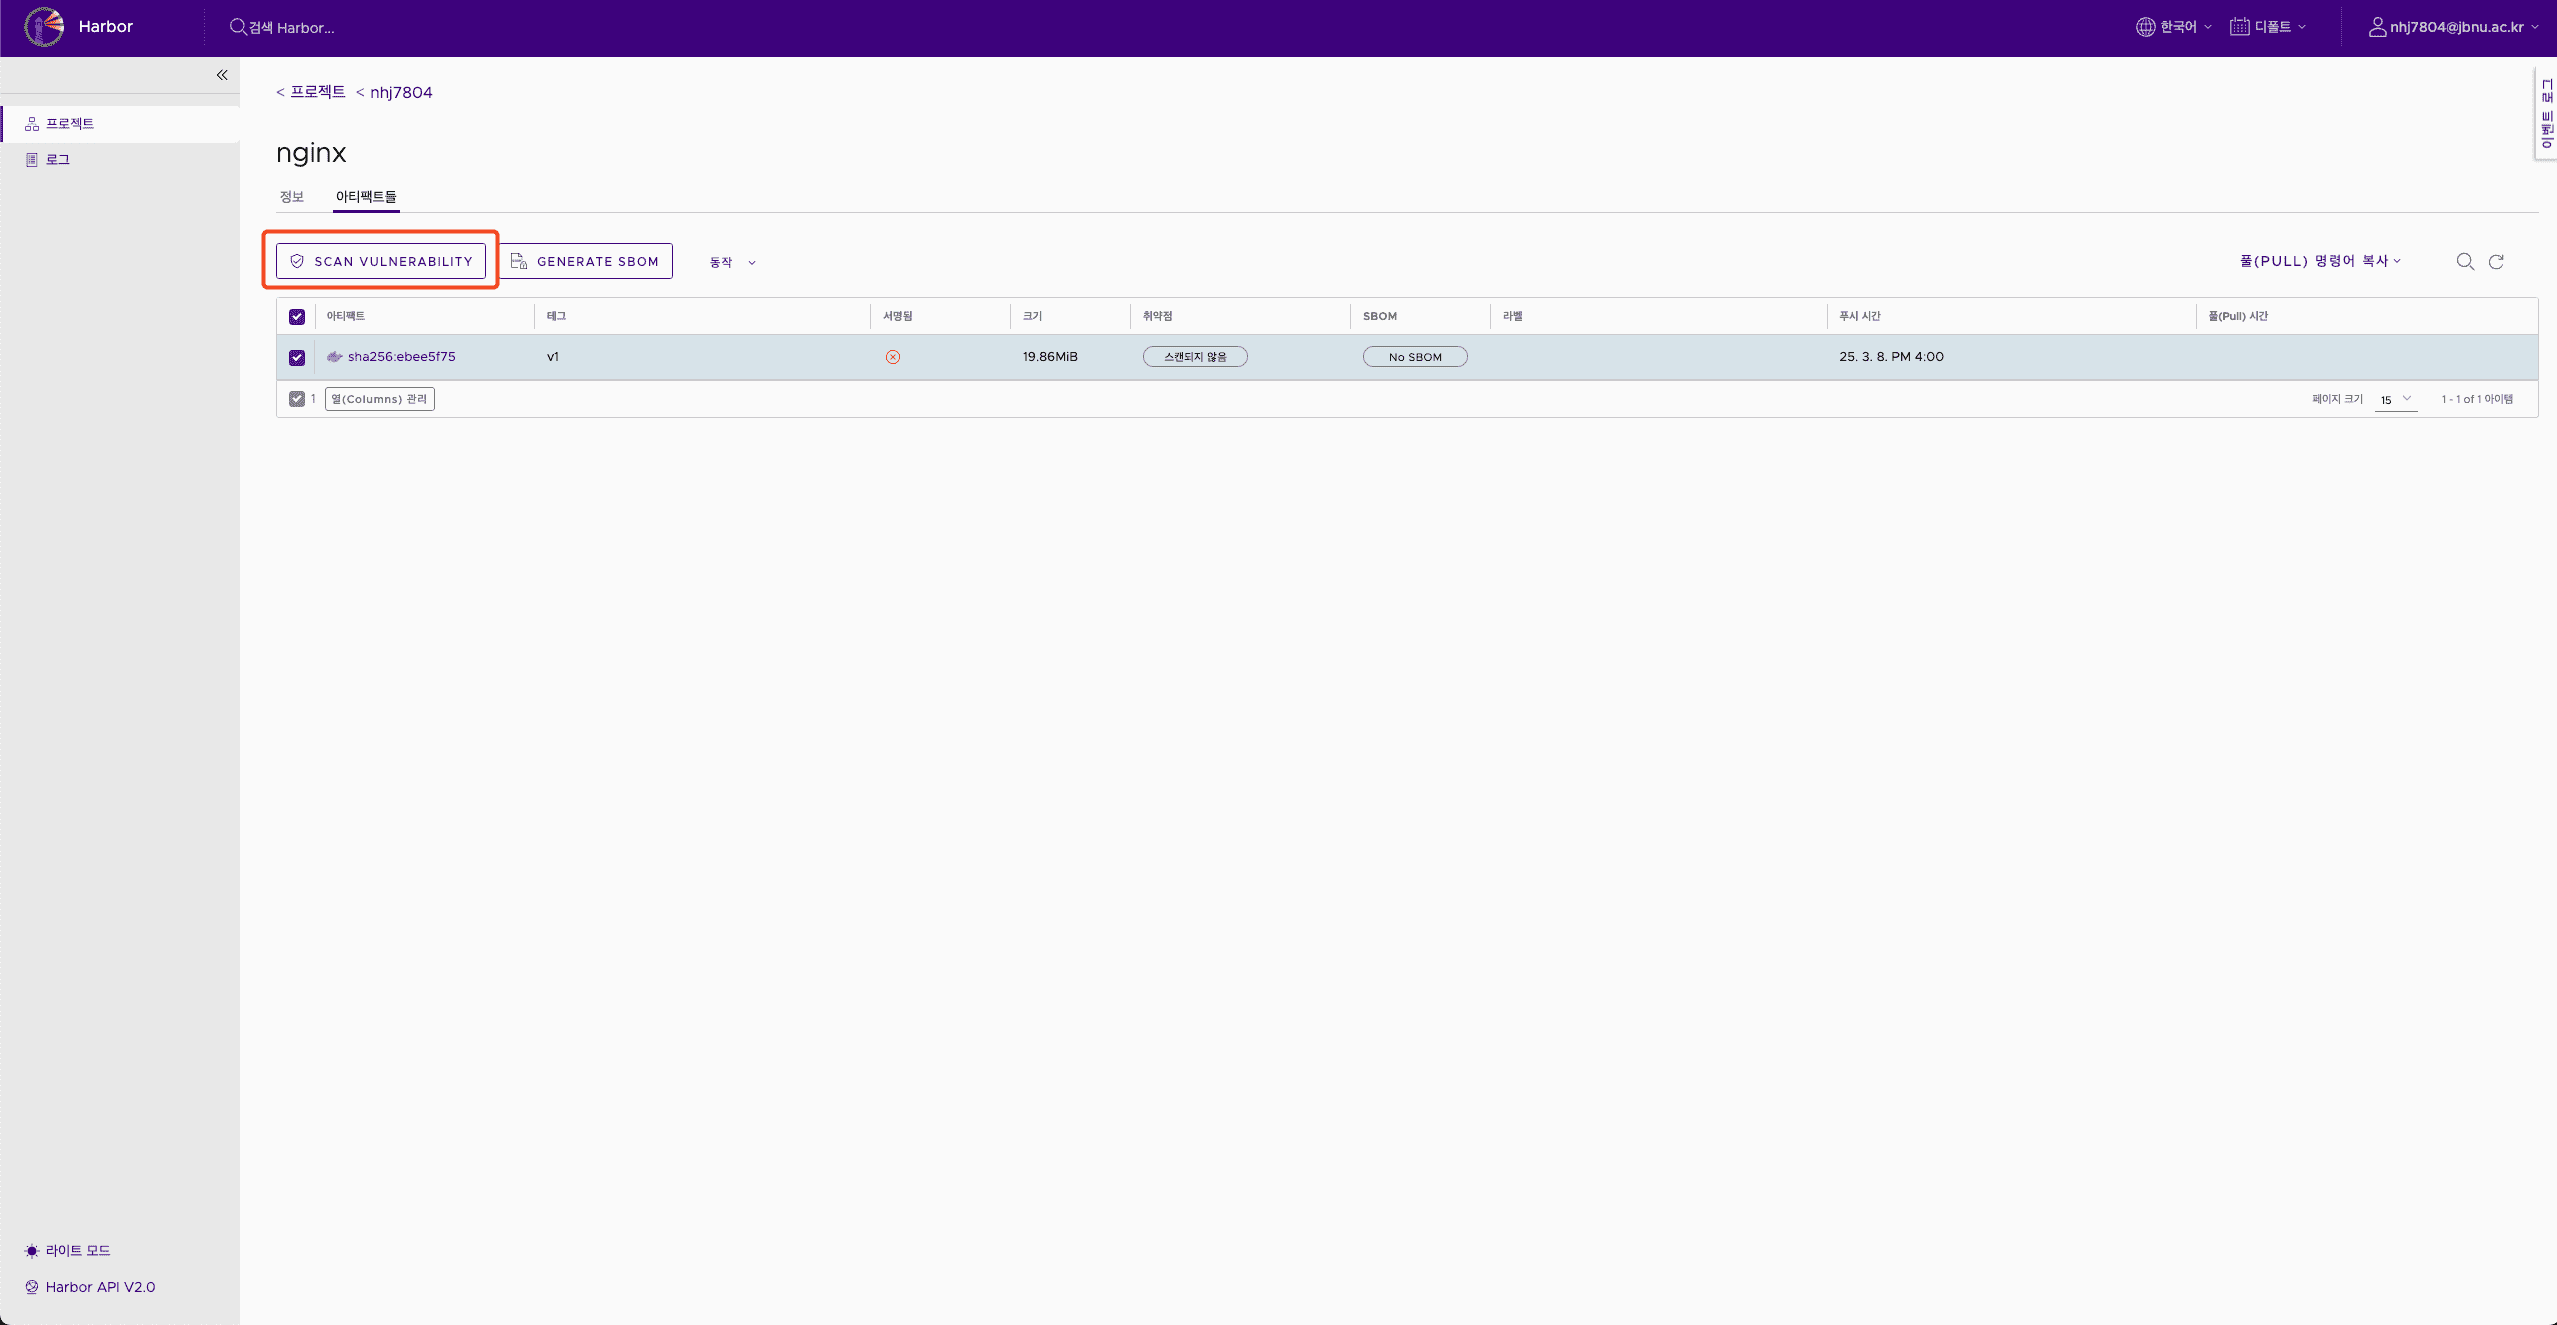 Harbor
검색 Harbor...
한국어
디폴트
nhj7804@jbnu.ac.kr
이벤트 로그
프로젝트
로그
< 프로젝트 < nhj7804
nginx
정보 아티팩트들
SCAN VULNERABILITY GENERATE SBOM 동작
풀(PULL) 명령어 복사
아티팩트 테그 서명됨 크기 취약점 SBOM 라벨 푸시 시간 풀(Pull) 시간
sha256:ebee5f75 v1 19.86MiB 스캔되지 않음 No SBOM 25. 3. 8. PM 4:00
1 열(Columns) 관리 페이지 크기 15 1 - 1 of 1 아이템
라이트 모드
Harbor API V2.0